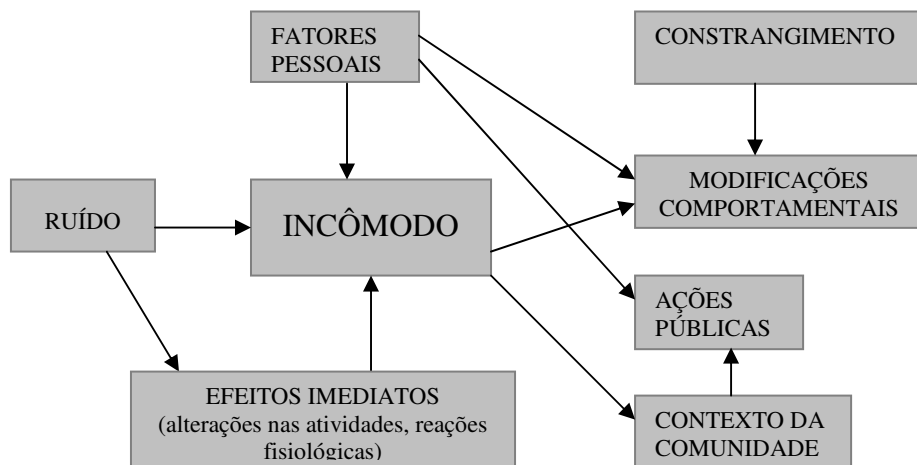 FATORES
PESSOAIS
CONSTRANGIMENTO
RUÍDO
INCÔMODO
MODIFICAÇÕES
COMPORTAMENTAIS
AÇÕES
PÚBLICAS
EFEITOS IMEDIATOS
(alterações nas atividades, reações
fisiológicas)
CONTEXTO DA
COMUNIDADE